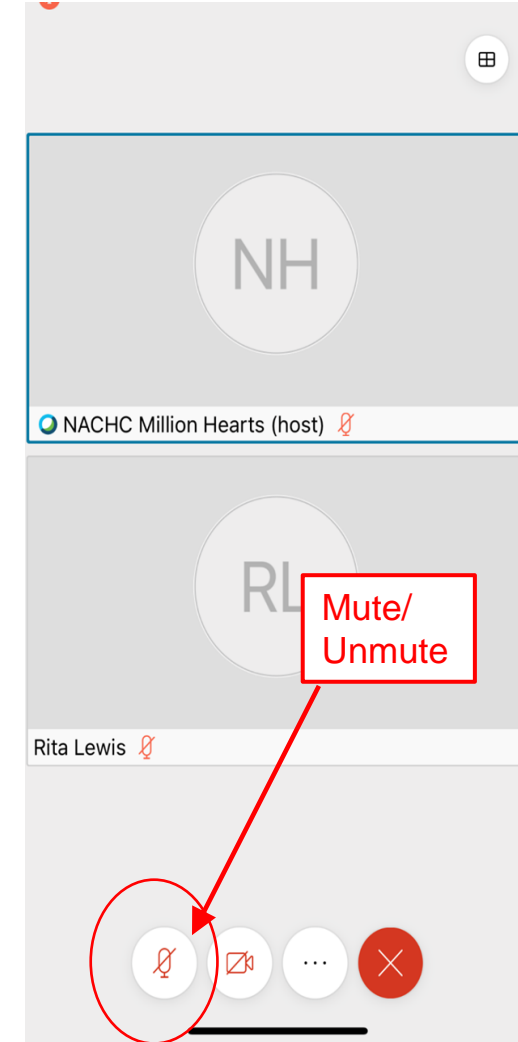 NH
NACHC Million Hearts (host)
RL
Mute/
Unmute
Rita Lewis